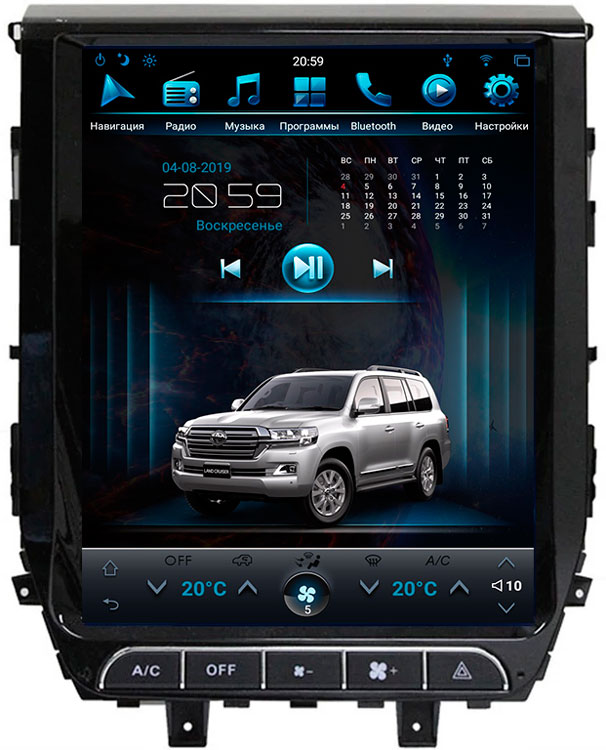 20:59
Навигация Радио Музыка Программы Bluetooth Видео Настройки
04-08-2019
20 59
Воскресенье
ВС ПН ВТ СР ЧТ ПТ СБ
28 29 30 31 1 2 3
4 5 6 7 8 9 10
11 12 13 14 15 16 17
18 19 20 21 22 23 24
25 26 27 28 29 30 31
1 2 3 4 5 6 7
LAND CRUISER
OFF A/C
20°C 5 20°C 10
A/C OFF - +